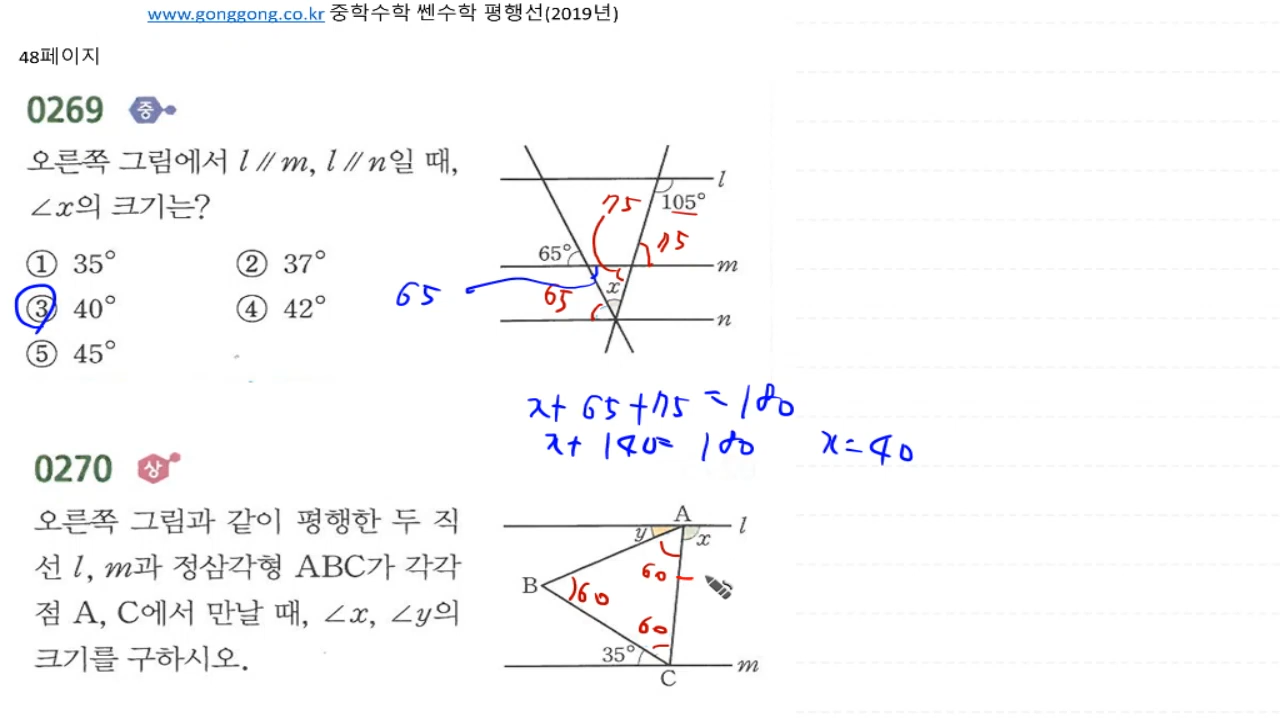 www.gonggong.co.kr 중학수학 쎈수학 평행선(2019년)
48페이지
0269 중
오른쪽 그림에서 l∥m, l∥n일 때,
∠x의 크기는?
① 35° ② 37°
③ 40° ④ 42°
⑤ 45°
l
105°
75
75
65°
m
65
65
x
n
x+65+75=180
x+140=180 x=40
0270 상
오른쪽 그림과 같이 평행한 두 직
선 l, m과 정삼각형 ABC가 각각
점 A, C에서 만날 때, ∠x, ∠y의
크기를 구하시오.
A
l
y
x
60
B
60
60
35°
m
C